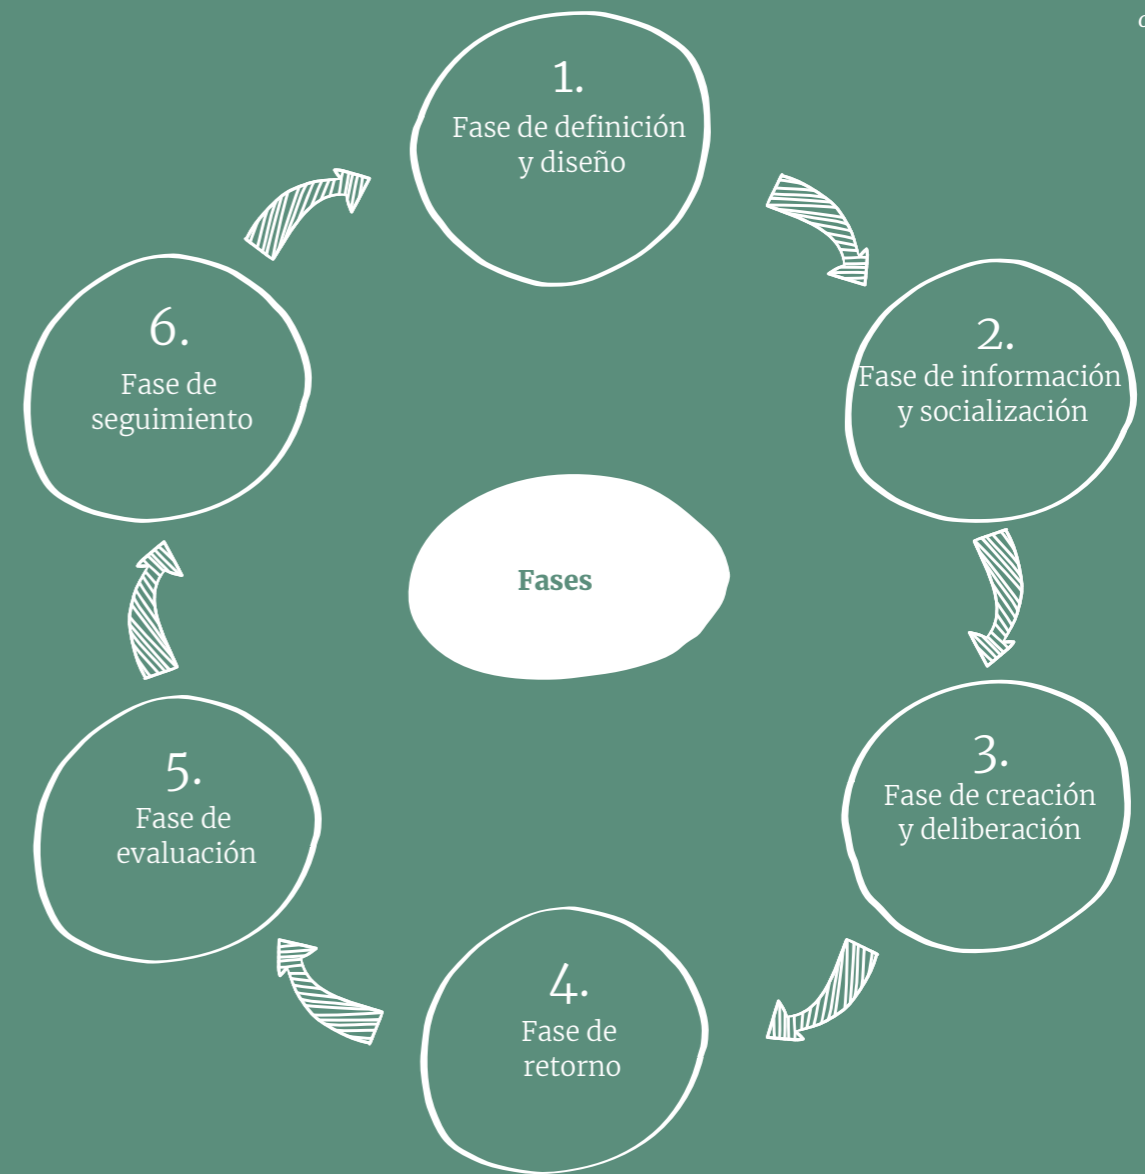 1.
Fase de definición
y diseño
2.
Fase de información
y socialización
3.
Fase de creación
y deliberación
4.
Fase de
retorno
5.
Fase de
evaluación
6.
Fase de
seguimiento
Fases